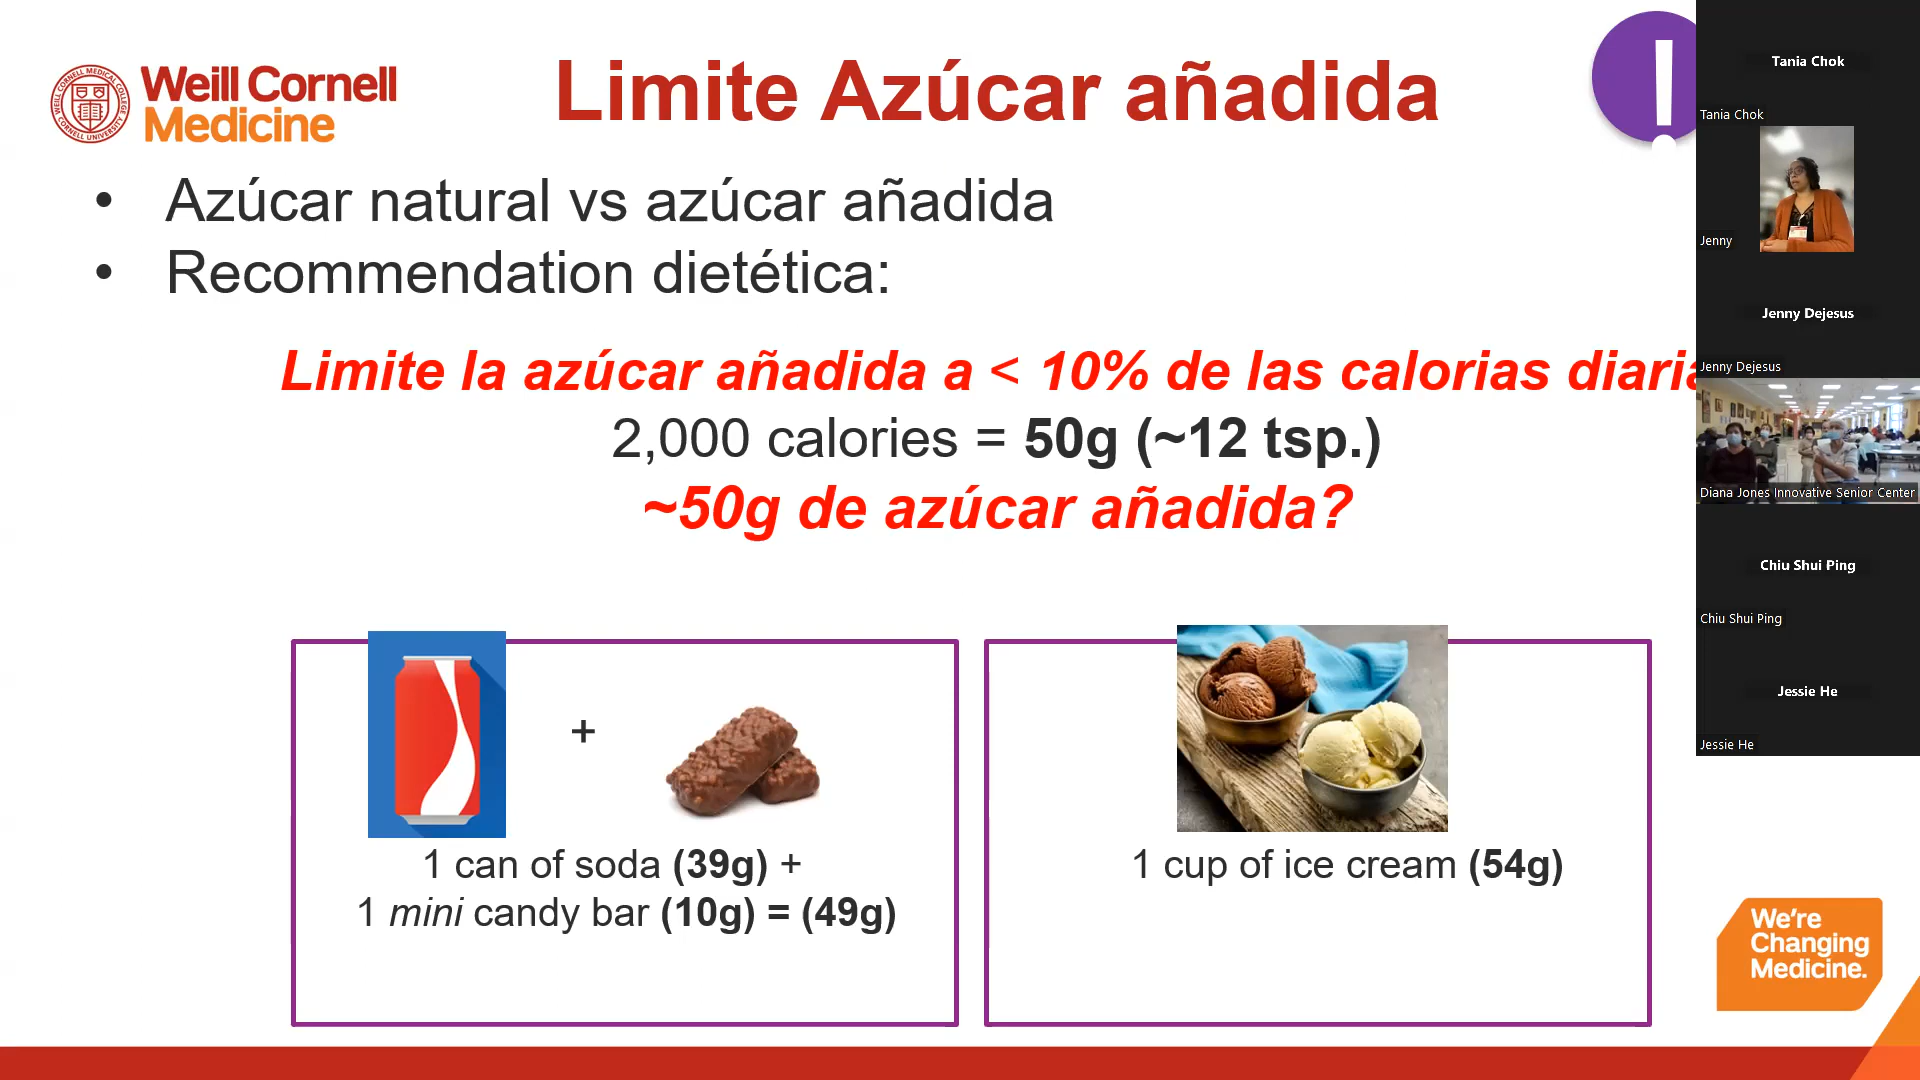 Weill Cornell
Medicine
Limite Azúcar añadida
!
• Azúcar natural vs azúcar añadida
• Recommendation dietética:
Limite la azúcar añadida a < 10% de las calorias diaria
2,000 calories = 50g (~12 tsp.)
~50g de azúcar añadida?
+
1 can of soda (39g) +
1 mini candy bar (10g) = (49g)
1 cup of ice cream (54g)
We're
Changing
Medicine.
Tania Chok
Tania Chok
Jenny
Jenny Dejesus
Jenny Dejesus
Diana Jones Innovative Senior Center
Chiu Shui Ping
Chiu Shui Ping
Jessie He
Jessie He